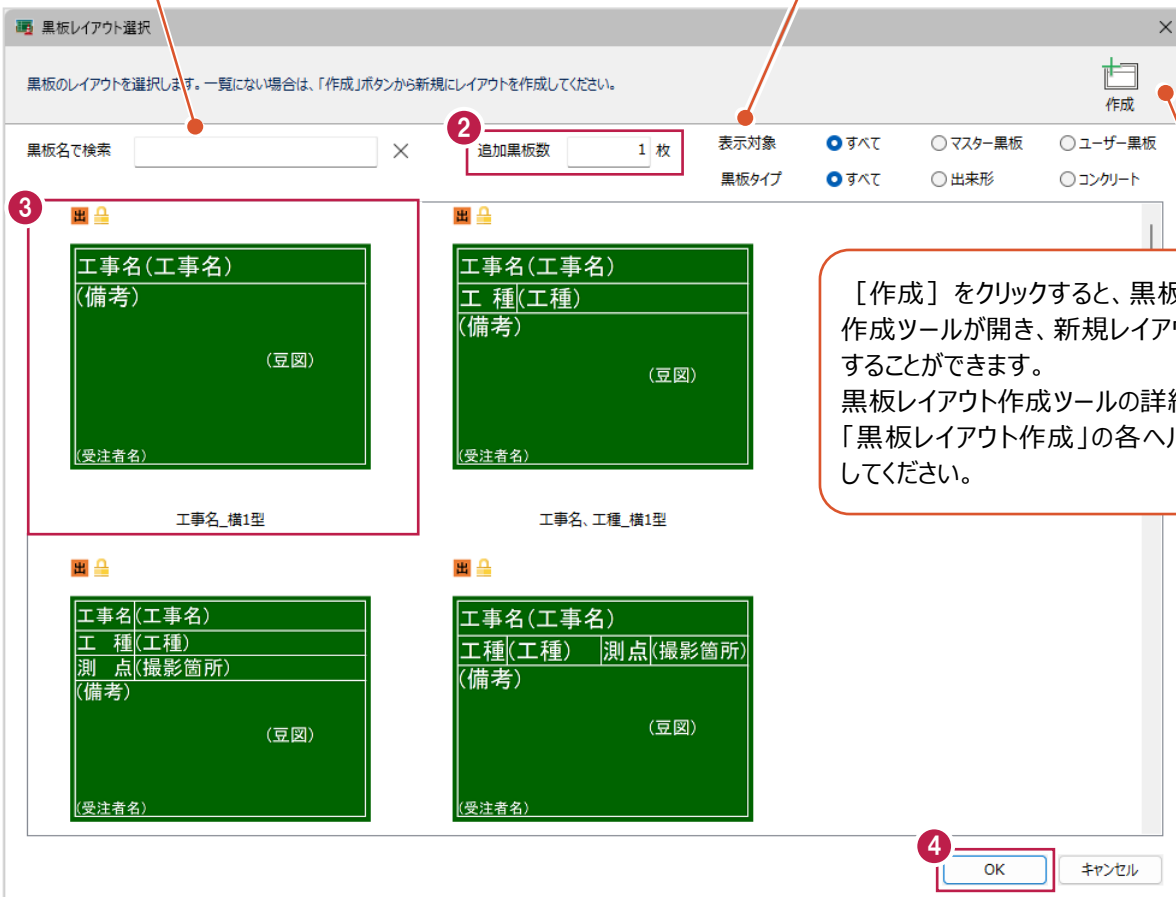 黒板レイアウト選択
黒板のレイアウトを選択します。一覧にない場合は、「作成」ボタンから新規にレイアウトを作成してください。
作成
黒板名で検索
2
追加黒板数 1 枚
表示対象 すべて マスター黒板 ユーザー黒板
黒板タイプ すべて 出来形 コンクリート
3
出
工事名(工事名)
(備考)
(豆図)
(受注者名)
工事名_横1型
出
工事名(工事名)
工 種(工種)
(備考)
(豆図)
(受注者名)
工事名、工種_横1型
[作成] をクリックすると、黒板
作成ツールが開き、新規レイアウ
することができます。
黒板レイアウト作成ツールの詳細
「黒板レイアウト作成」の各ヘル
してください。
出
工事名(工事名)
工 種(工種)
測 点(撮影箇所)
(備考)
(豆図)
(受注者名)
出
工事名(工事名)
工種(工種) 測点(撮影箇所)
(備考)
(豆図)
(受注者名)
4
OK キャンセル